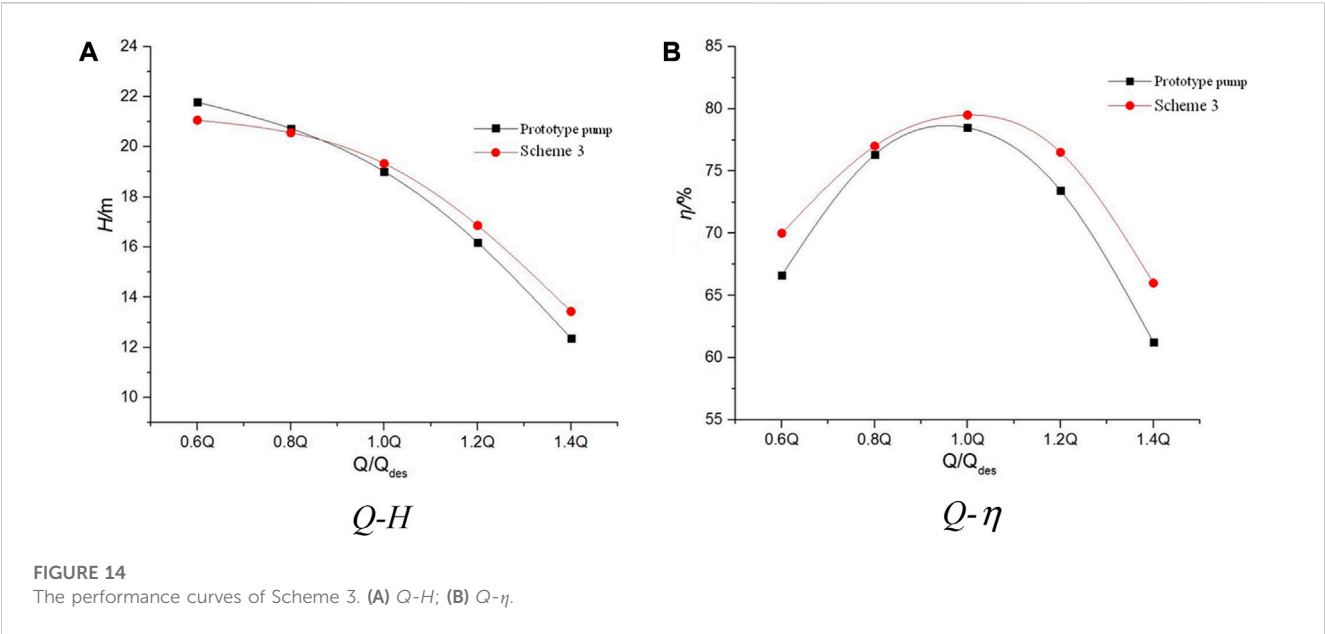 A
24
22
20
18
16
14
12
10
H/m
Prototype pump
Scheme 3
0.6Q 0.8Q 1.0Q 1.2Q 1.4Q
Q/Qdes
Q-H
B
85
80
75
70
65
60
55
η/%
Prototype pump
Scheme 3
0.6Q 0.8Q 1.0Q 1.2Q 1.4Q
Q/Qdes
Q-η
FIGURE 14
The performance curves of Scheme 3. (A) Q-H; (B) Q-η.